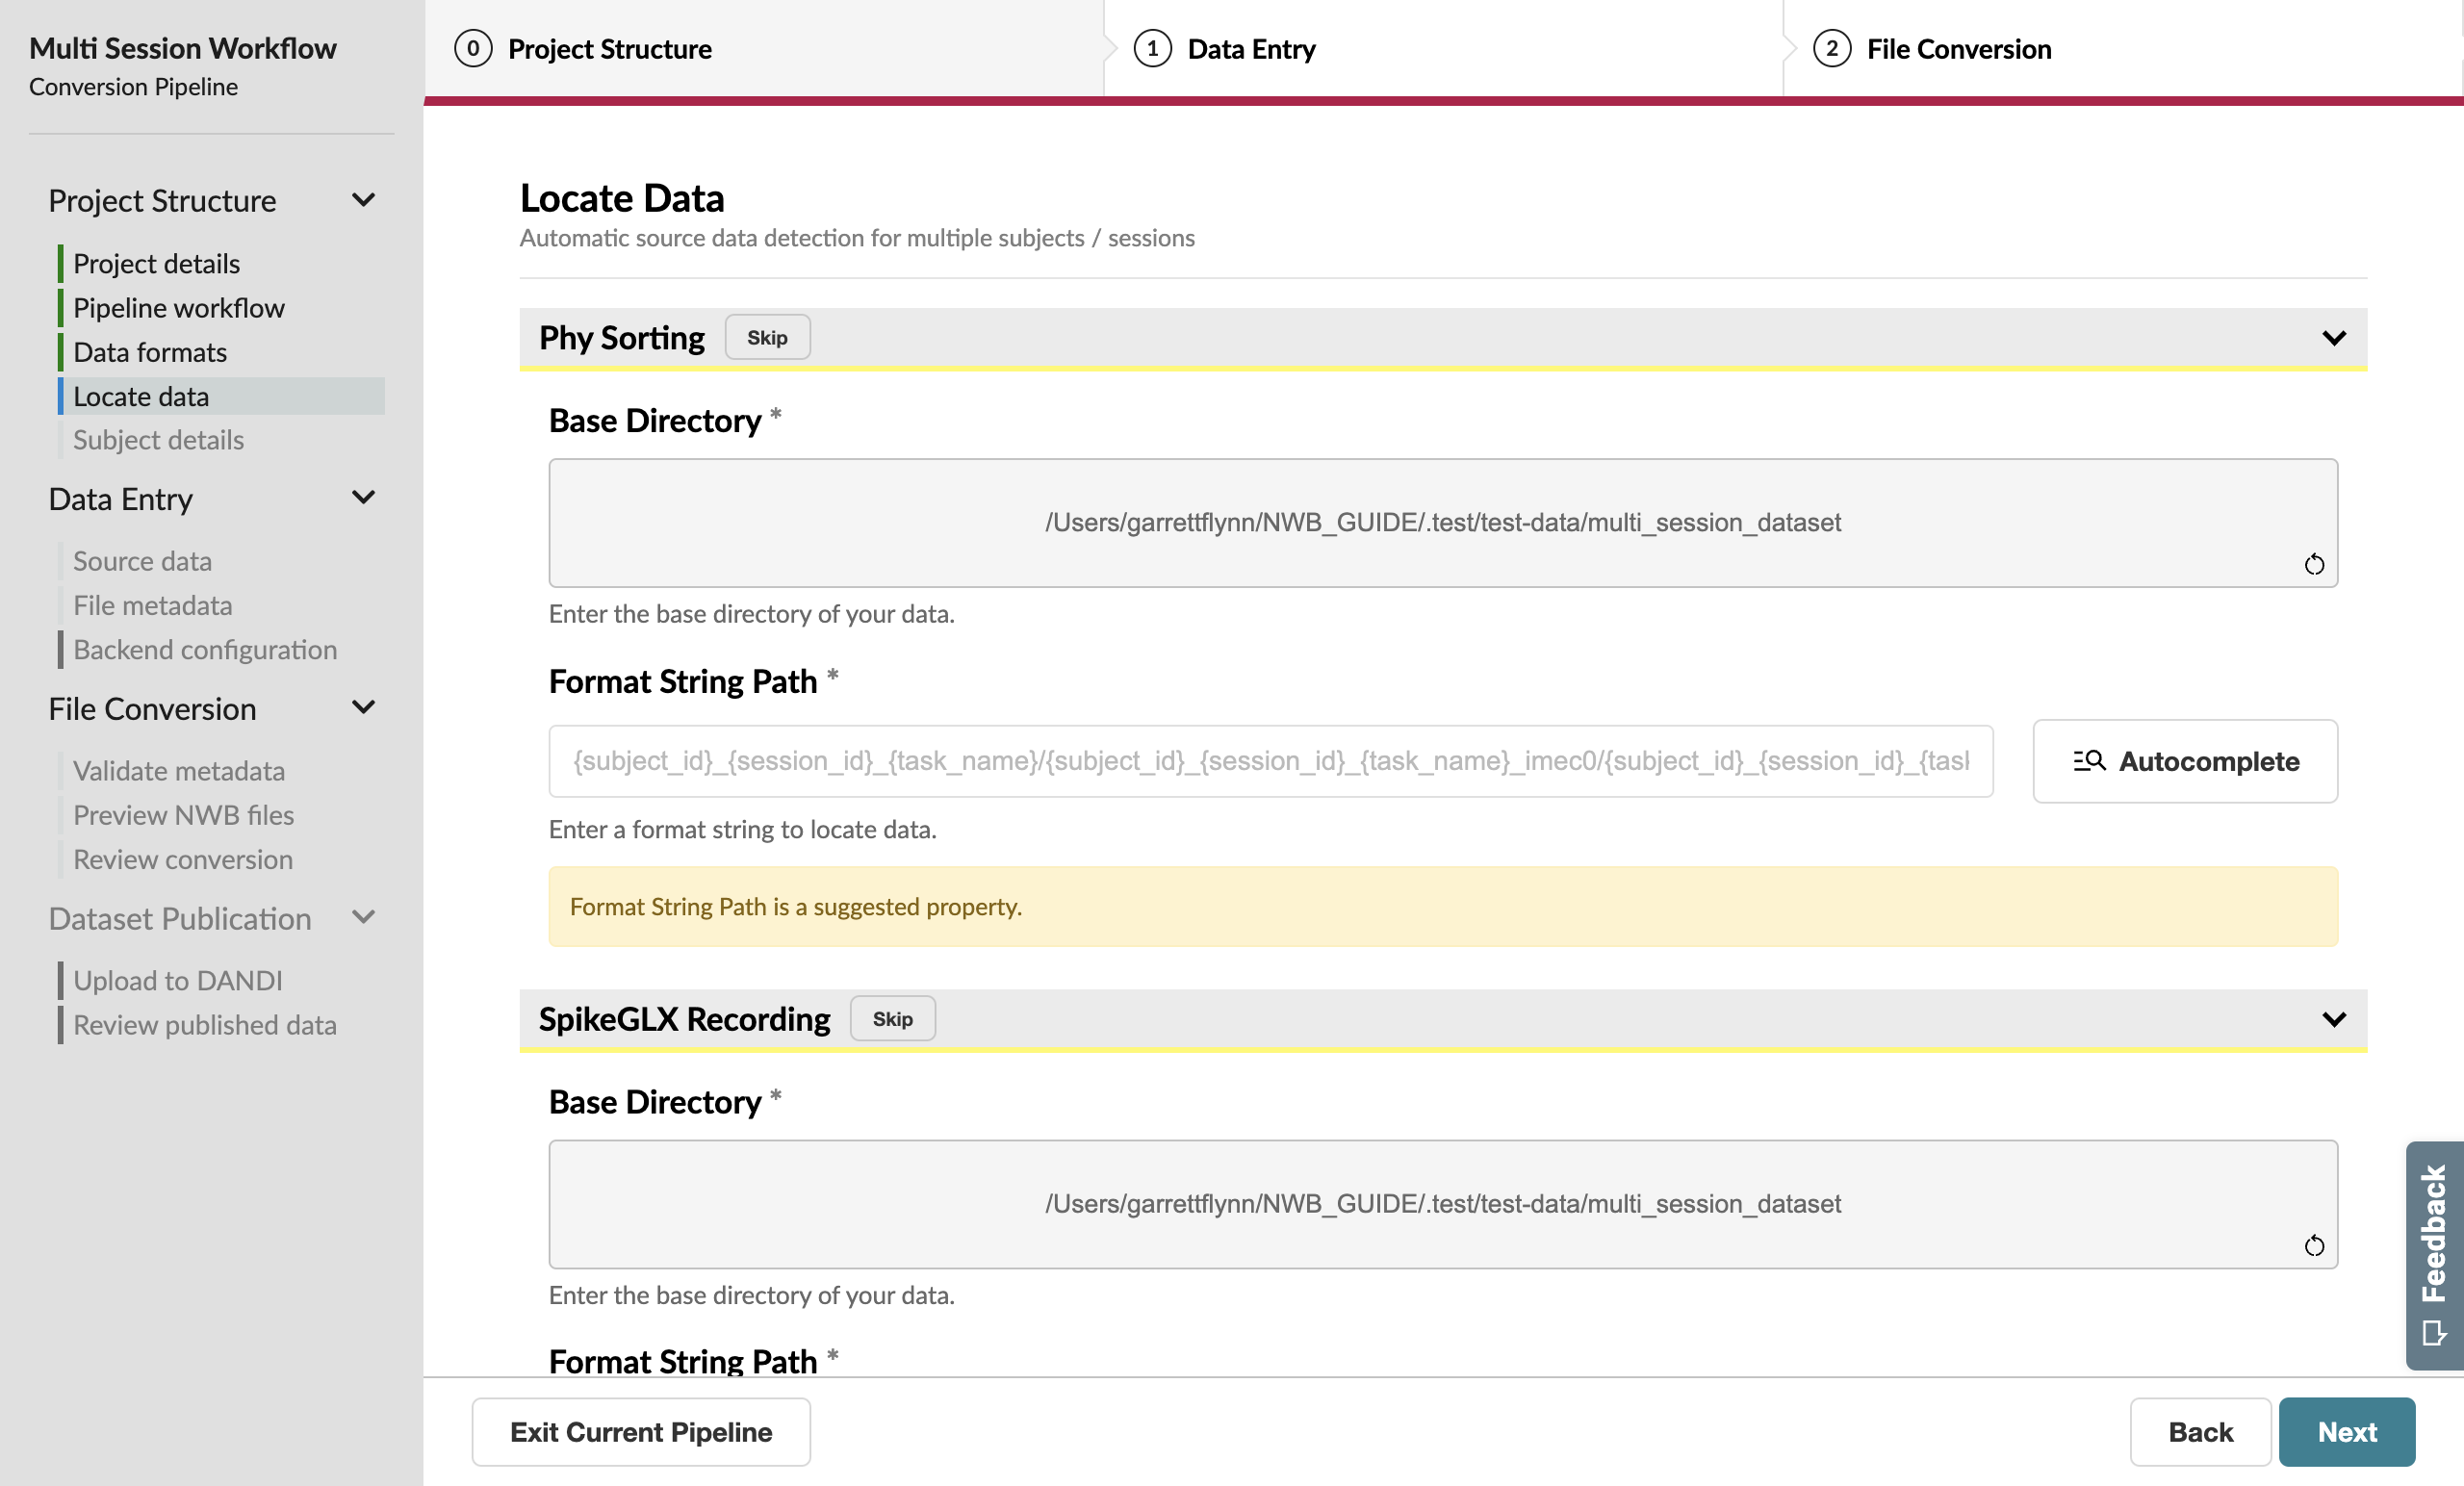 Multi Session Workflow
Conversion Pipeline
Project Structure
Project details
Pipeline workflow
Data formats
Locate data
Subject details
Data Entry
Source data
File metadata
Backend configuration
File Conversion
Validate metadata
Preview NWB files
Review conversion
Dataset Publication
Upload to DANDI
Review published data
0 Project Structure
1 Data Entry
2 File Conversion
Locate Data
Automatic source data detection for multiple subjects / sessions
Phy Sorting Skip
Base Directory *
/Users/garrettflynn/NWB_GUIDE/.test/test-data/multi_session_dataset
Enter the base directory of your data.
Format String Path *
{subject_id}_{session_id}_{task_name}/{subject_id}_{session_id}_{task_name}_imec0/{subject_id}_{session_id}_{task
Autocomplete
Enter a format string to locate data.
Format String Path is a suggested property.
SpikeGLX Recording Skip
Base Directory *
/Users/garrettflynn/NWB_GUIDE/.test/test-data/multi_session_dataset
Enter the base directory of your data.
Format String Path *
Feedback
Exit Current Pipeline
Back
Next